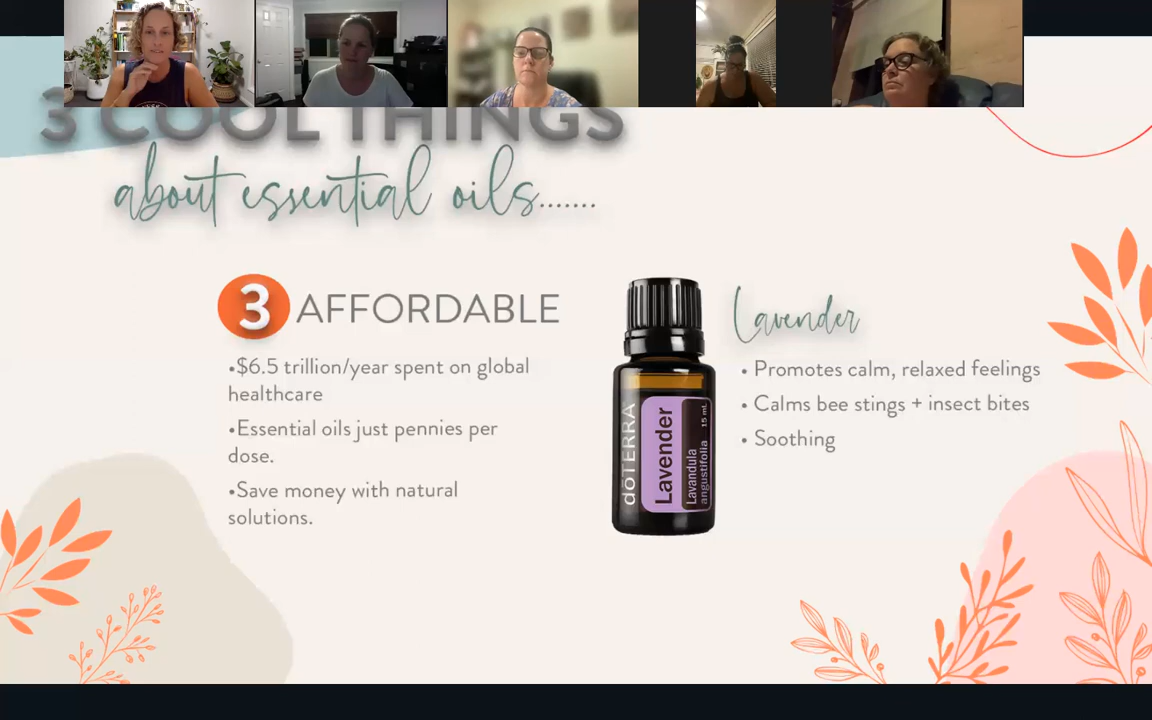 3 COOL THINGS
about essential oils.......
3 AFFORDABLE
•$6.5 trillion/year spent on global
healthcare
•Essential oils just pennies per
dose.
•Save money with natural
solutions.
dōTERRA
Lavender
Lavandula
angustifolia 15 mL
Lavender
• Promotes calm, relaxed feelings
• Calms bee stings + insect bites
• Soothing